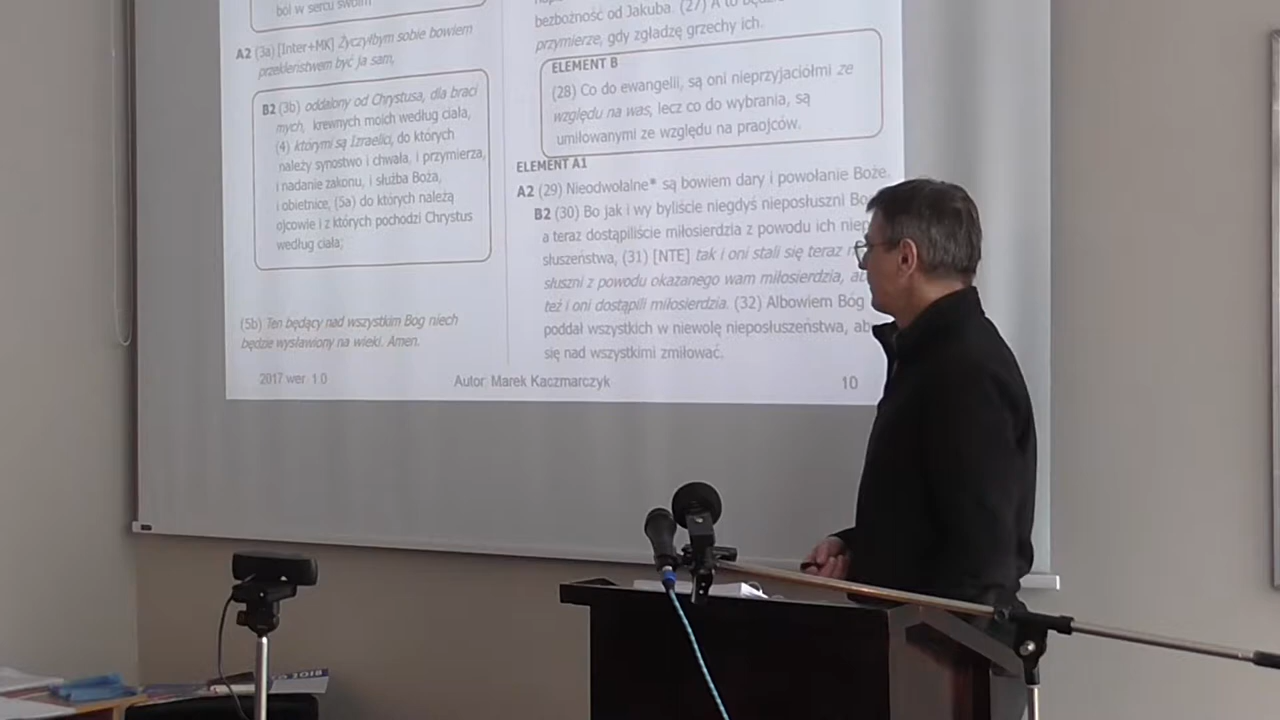 ból w sercu swoim
A2 (3a) [Inter+MK] Życzyłbym sobie bowiem
przekleństwem być ja sam,
B2 (3b) oddalony od Chrystusa, dla braci
mych, krewnych moich według ciała,
(4) którymi są Izraelici, do których
należy synostwo i chwała, i przymierza,
i nadanie zakonu, i służba Boża,
i obietnice, (5a) do których należą
ojcowie i z których pochodzi Chrystus
według ciała;
(5b) Ten będący nad wszystkim Bog niech
będzie wysławiony na wieki. Amen.
bezbożność od Jakuba. (27) A to
przymierze, gdy zgładzę grzechy ich.
ELEMENT B
(28) Co do ewangelii, są oni nieprzyjaciółmi ze
względu na was, lecz co do wybrania, są
umiłowanymi ze względu na praojców.
ELEMENT A1
A2 (29) Nieodwołalne* są bowiem dary i powołanie Boże.
B2 (30) Bo jak i wy byliście niegdyś nieposłuszni Bo
a teraz dostąpiliście miłosierdzia z powodu ich niep
słuszeństwa, (31) [NTE] tak i oni stali się teraz
słuszni z powodu okazanego wam miłosierdzia, ab
też i oni dostąpili miłosierdzia. (32) Albowiem Bóg
poddał wszystkich w niewolę nieposłuszeństwa, ab
się nad wszystkimi zmiłować.
2017 wer 1.0 Autor: Marek Kaczmarczyk 10
2018